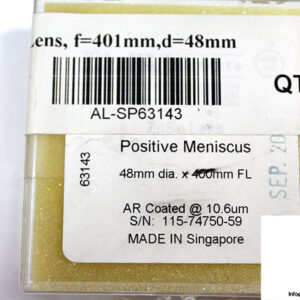 Lens, f=401mm,d=48mm
QT
AL-SP63143
63143
Positive Meniscus
48mm dia. x 400mm FL
AR Coated @ 10.6um
S/N: 115-74750-59
MADE IN Singapore
SEP. 20